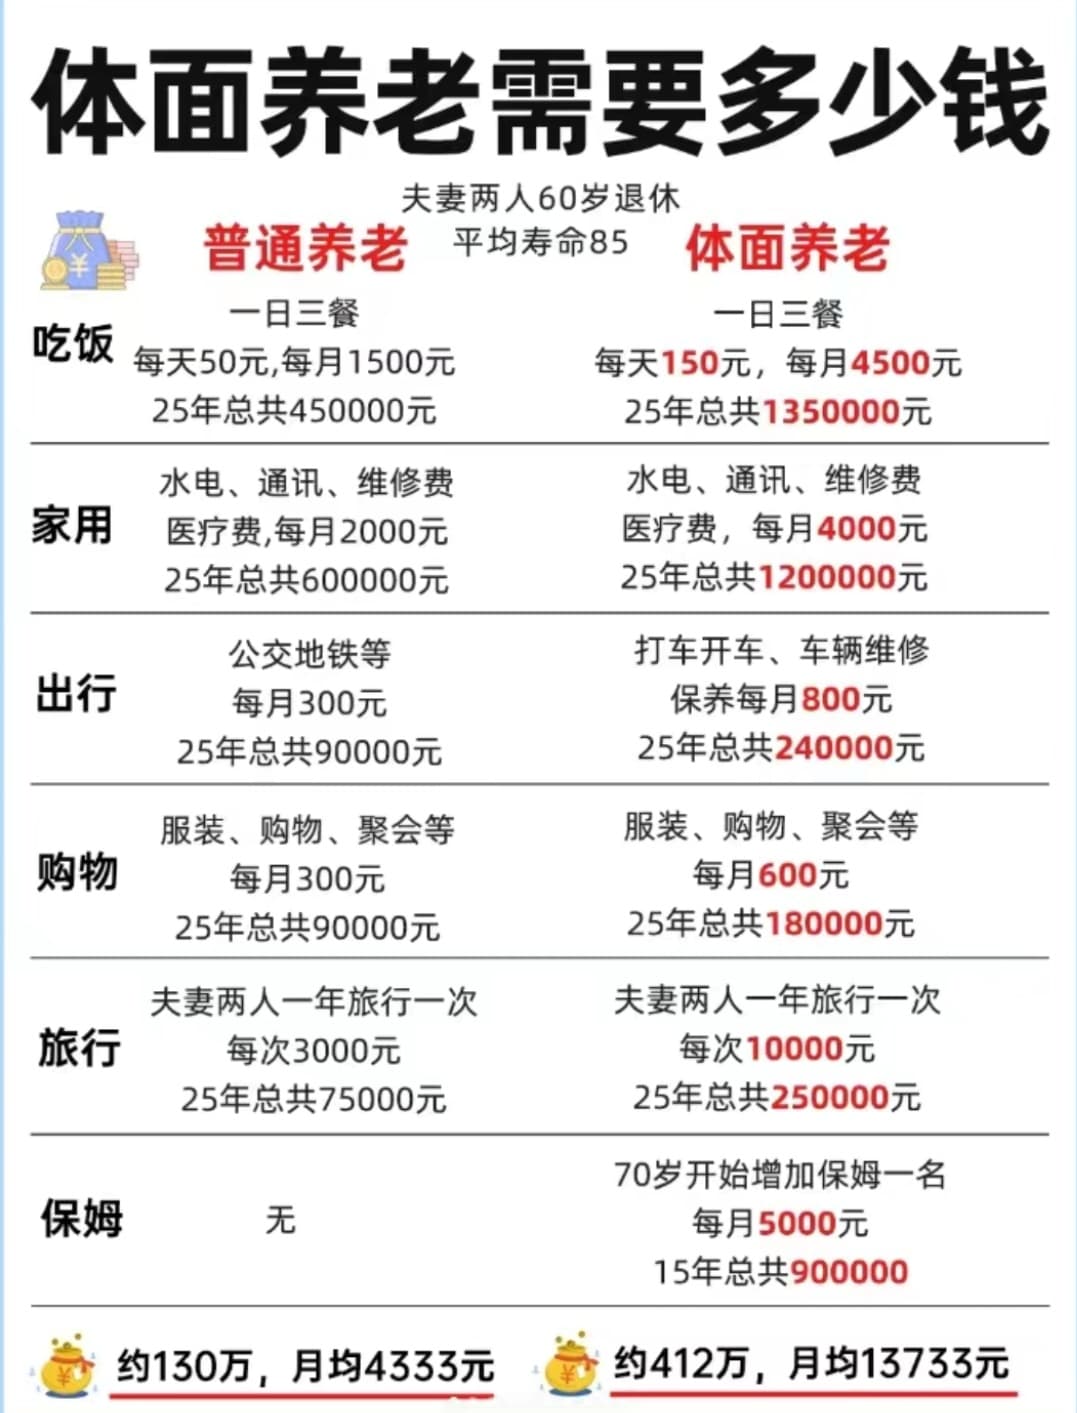 体面养老需要多少钱
夫妻两人60岁退休
平均寿命85
普通养老
体面养老
吃饭
一日三餐
每天50元,每月1500元
25年总共450000元
一日三餐
每天150元，每月4500元
25年总共1350000元
家用
水电、通讯、维修费
医疗费,每月2000元
25年总共600000元
水电、通讯、维修费
医疗费，每月4000元
25年总共1200000元
出行
公交地铁等
每月300元
25年总共90000元
打车开车、车辆维修
保养每月800元
25年总共240000元
购物
服装、购物、聚会等
每月300元
25年总共90000元
服装、购物、聚会等
每月600元
25年总共180000元
旅行
夫妻两人一年旅行一次
每次3000元
25年总共75000元
夫妻两人一年旅行一次
每次10000元
25年总共250000元
保姆
无
70岁开始增加保姆一名
每月5000元
15年总共900000
约130万，月均4333元
约412万，月均13733元